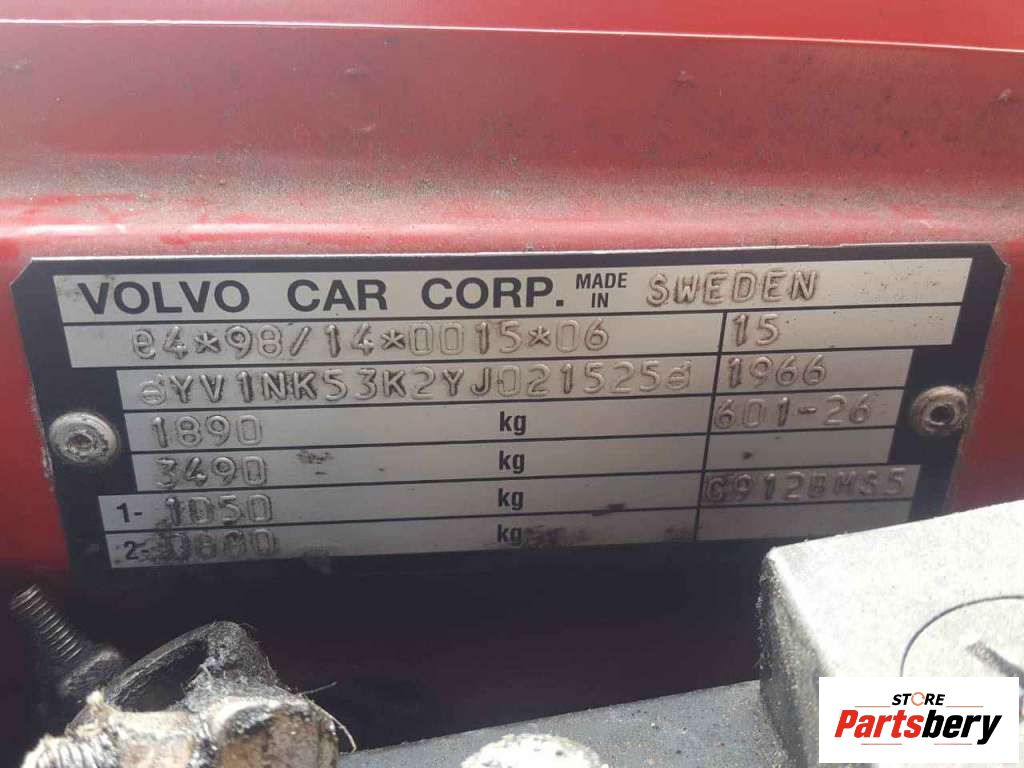 VOLVO CAR CORP. MADE IN SWEDEN
e4*98/14*0015*06 15
YV1NK53K2YJ021525 1966
1890 kg 601-26
3490 kg
1- 1050 kg
2- kg
STORE
Partsbery